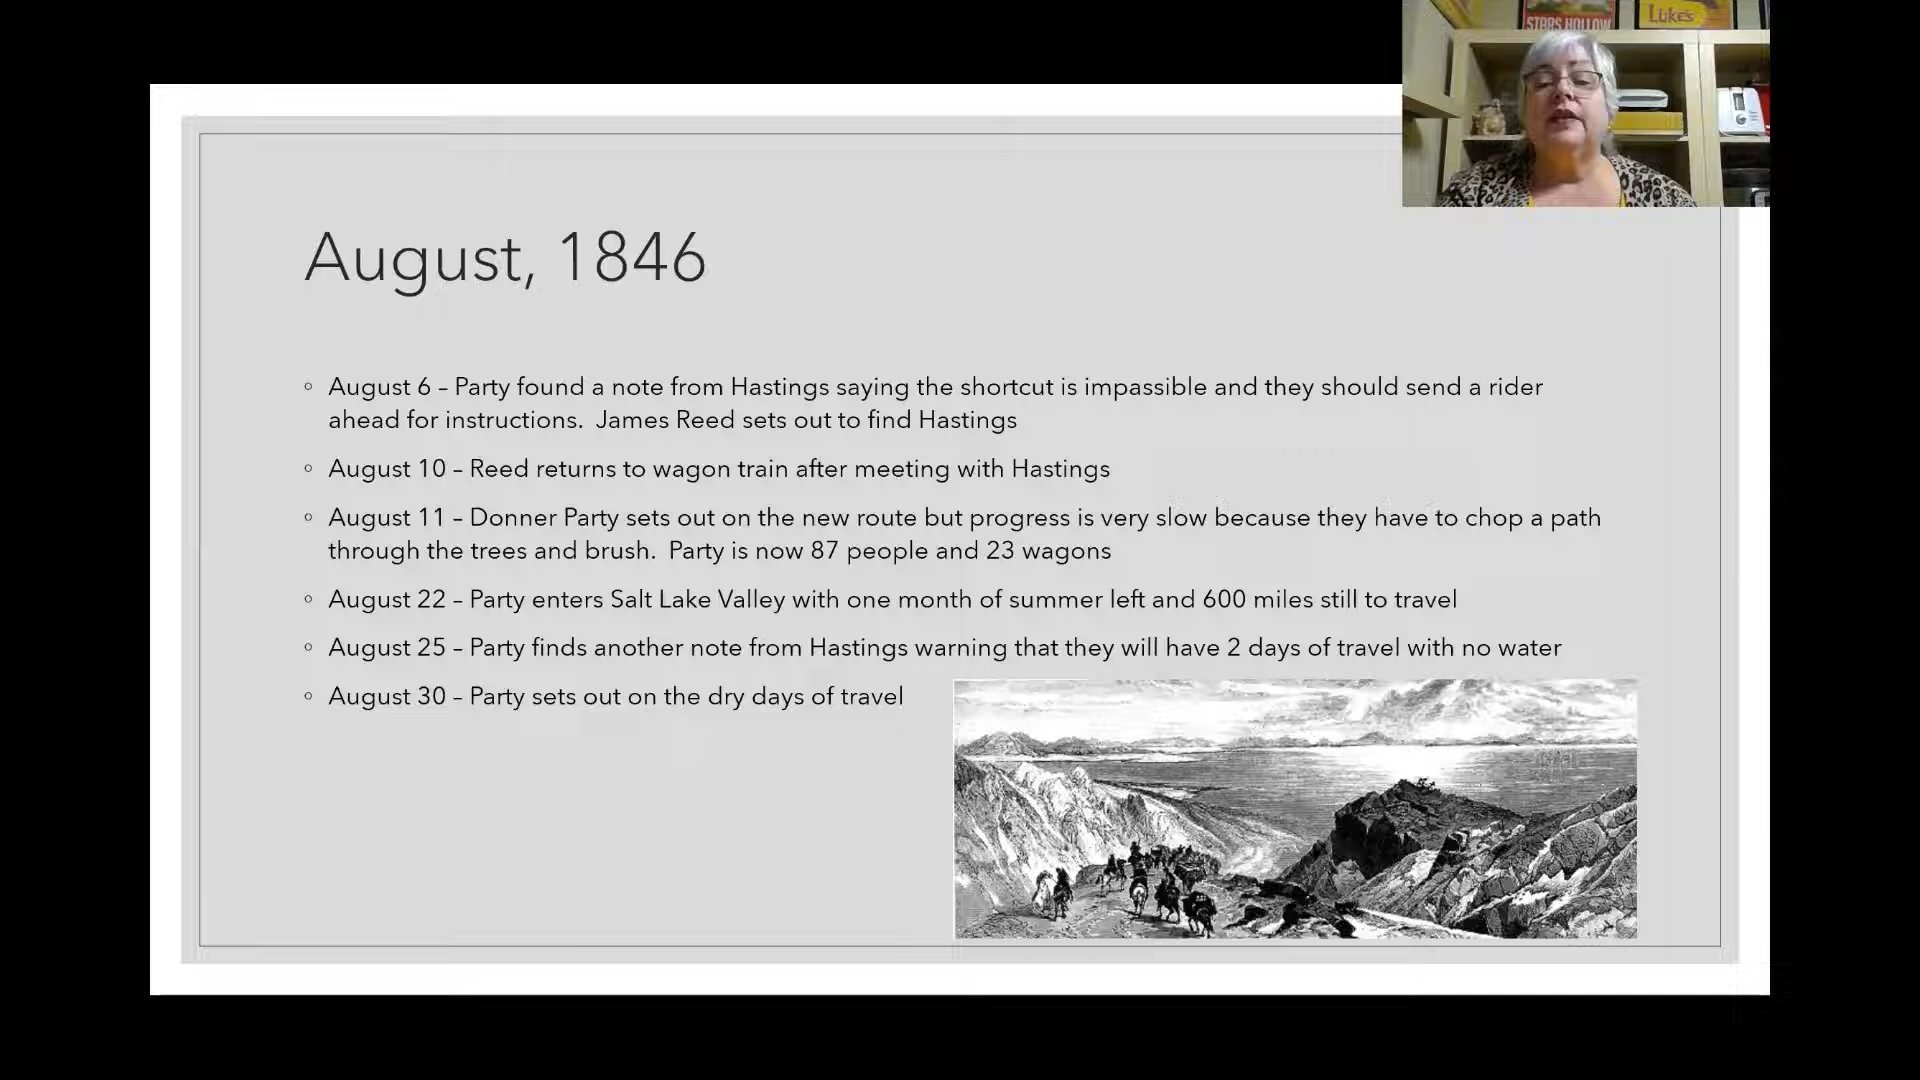 STARS HOLLOW
LUKE'S
August, 1846
◦ August 6 – Party found a note from Hastings saying the shortcut is impassible and they should send a rider
ahead for instructions.  James Reed sets out to find Hastings
◦ August 10 – Reed returns to wagon train after meeting with Hastings
◦ August 11 – Donner Party sets out on the new route but progress is very slow because they have to chop a path
through the trees and brush.  Party is now 87 people and 23 wagons
◦ August 22 – Party enters Salt Lake Valley with one month of summer left and 600 miles still to travel
◦ August 25 – Party finds another note from Hastings warning that they will have 2 days of travel with no water
◦ August 30 – Party sets out on the dry days of travel